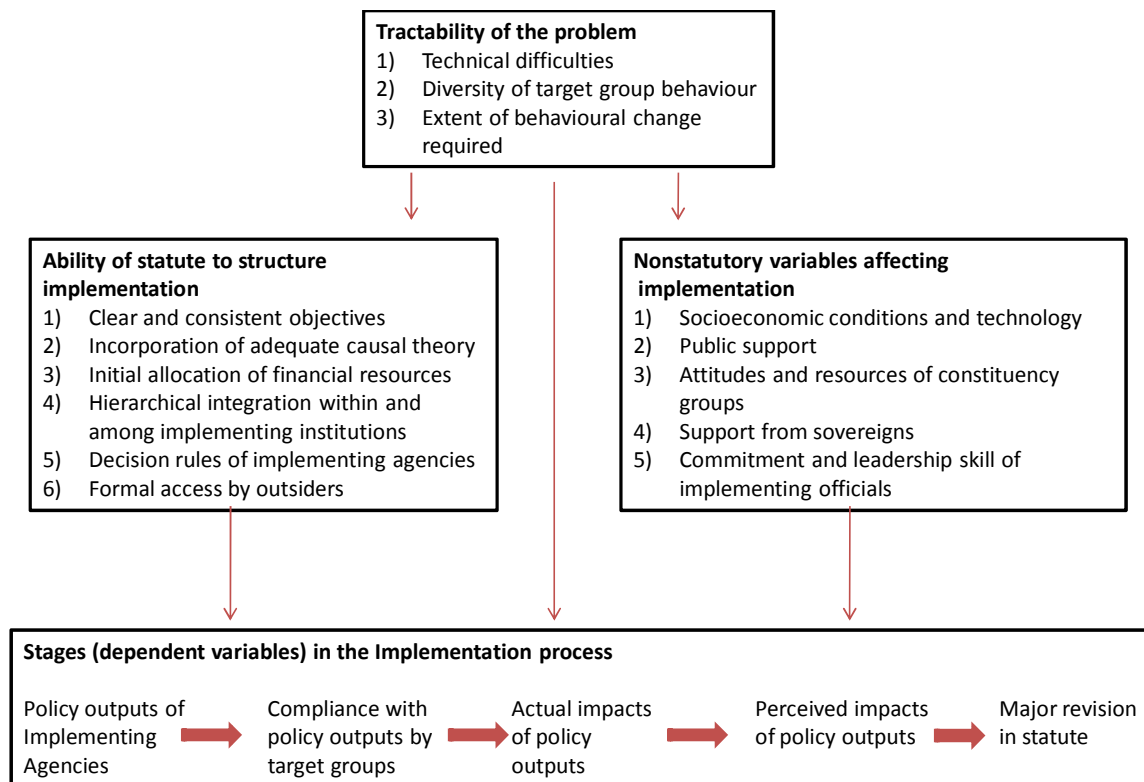 Tractability of the problem
1) Technical difficulties
2) Diversity of target group behaviour
3) Extent of behavioural change
required
Ability of statute to structure
implementation
1) Clear and consistent objectives
2) Incorporation of adequate causal theory
3) Initial allocation of financial resources
4) Hierarchical integration within and
among implementing institutions
5) Decision rules of implementing agencies
6) Formal access by outsiders
Nonstatutory variables affecting
implementation
1) Socioeconomic conditions and technology
2) Public support
3) Attitudes and resources of constituency
groups
4) Support from sovereigns
5) Commitment and leadership skill of
implementing officials
Stages (dependent variables) in the Implementation process
Policy outputs of
Implementing
Agencies
Compliance with
policy outputs by
target groups
Actual impacts
of policy
outputs
Perceived impacts
of policy outputs
Major revision
in statute